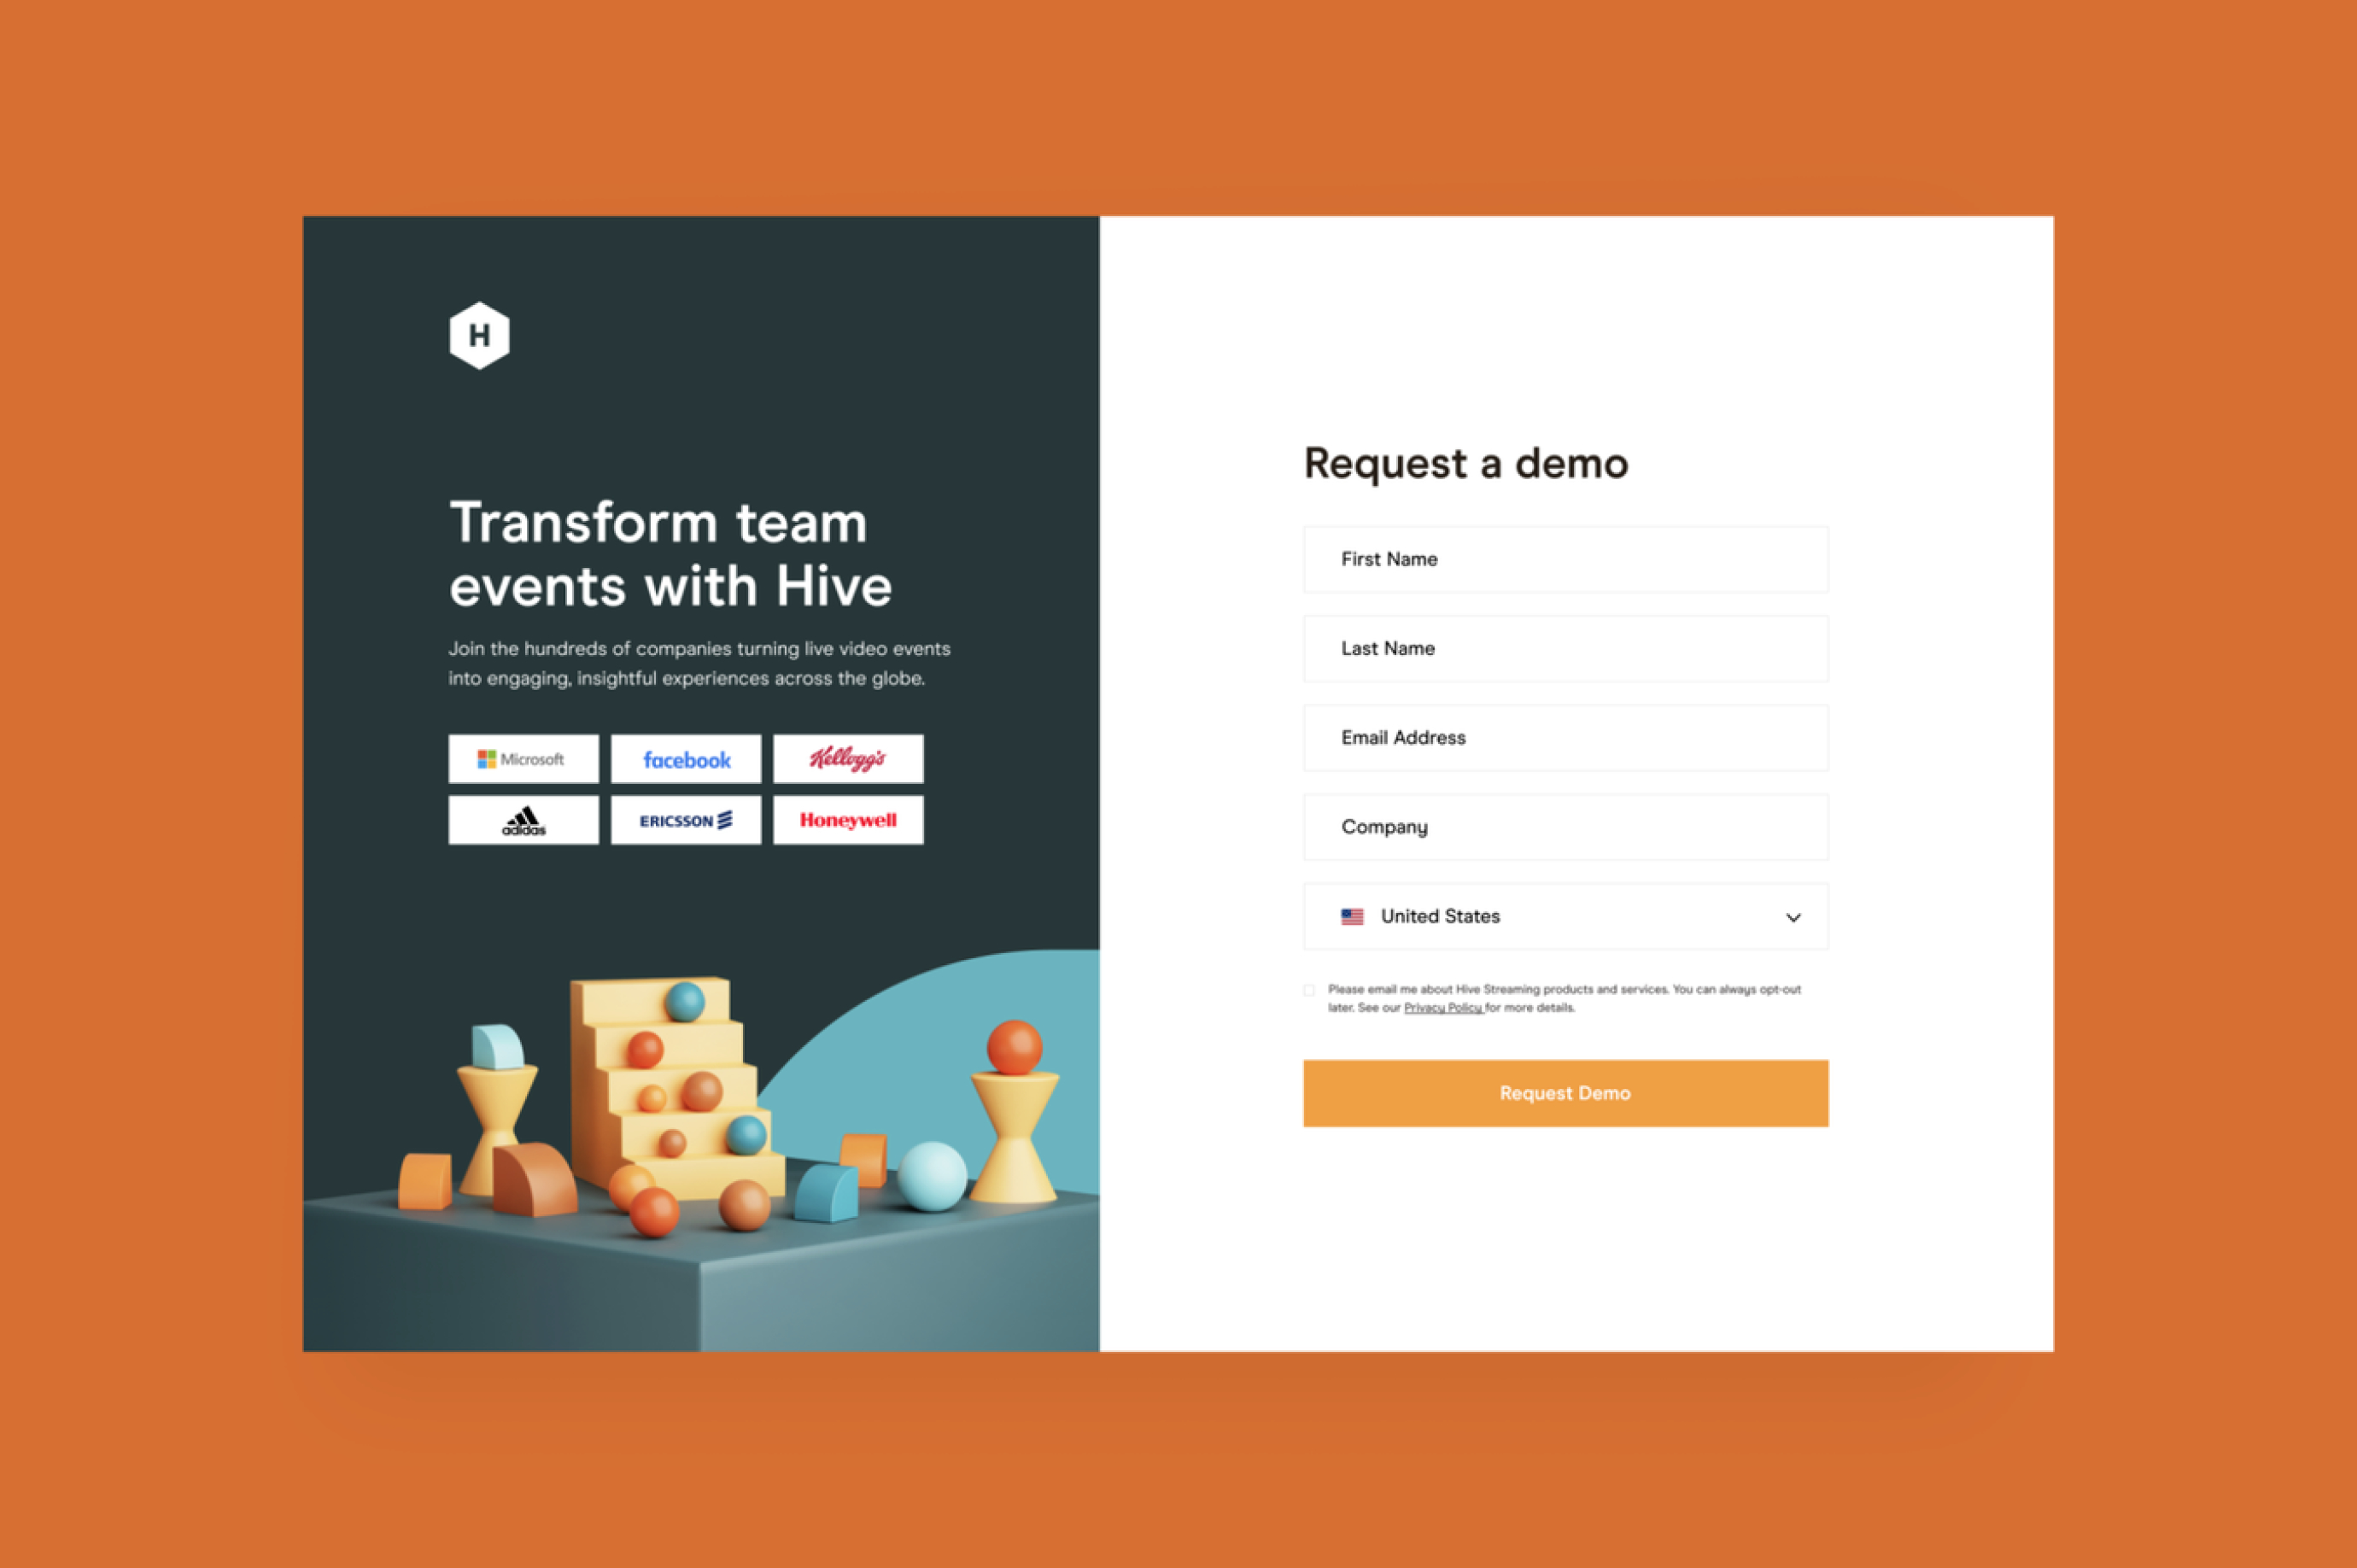 H
Transform team
events with Hive
Join the hundreds of companies turning live video events
into engaging, insightful experiences across the globe.
Microsoft
facebook
Kellogg's
adidas
ERICSSON
Honeywell
Request a demo
First Name
Last Name
Email Address
Company
United States
Please email me about Hive Streaming products and services. You can always opt-out
later. See our Privacy Policy for more details.
Request Demo